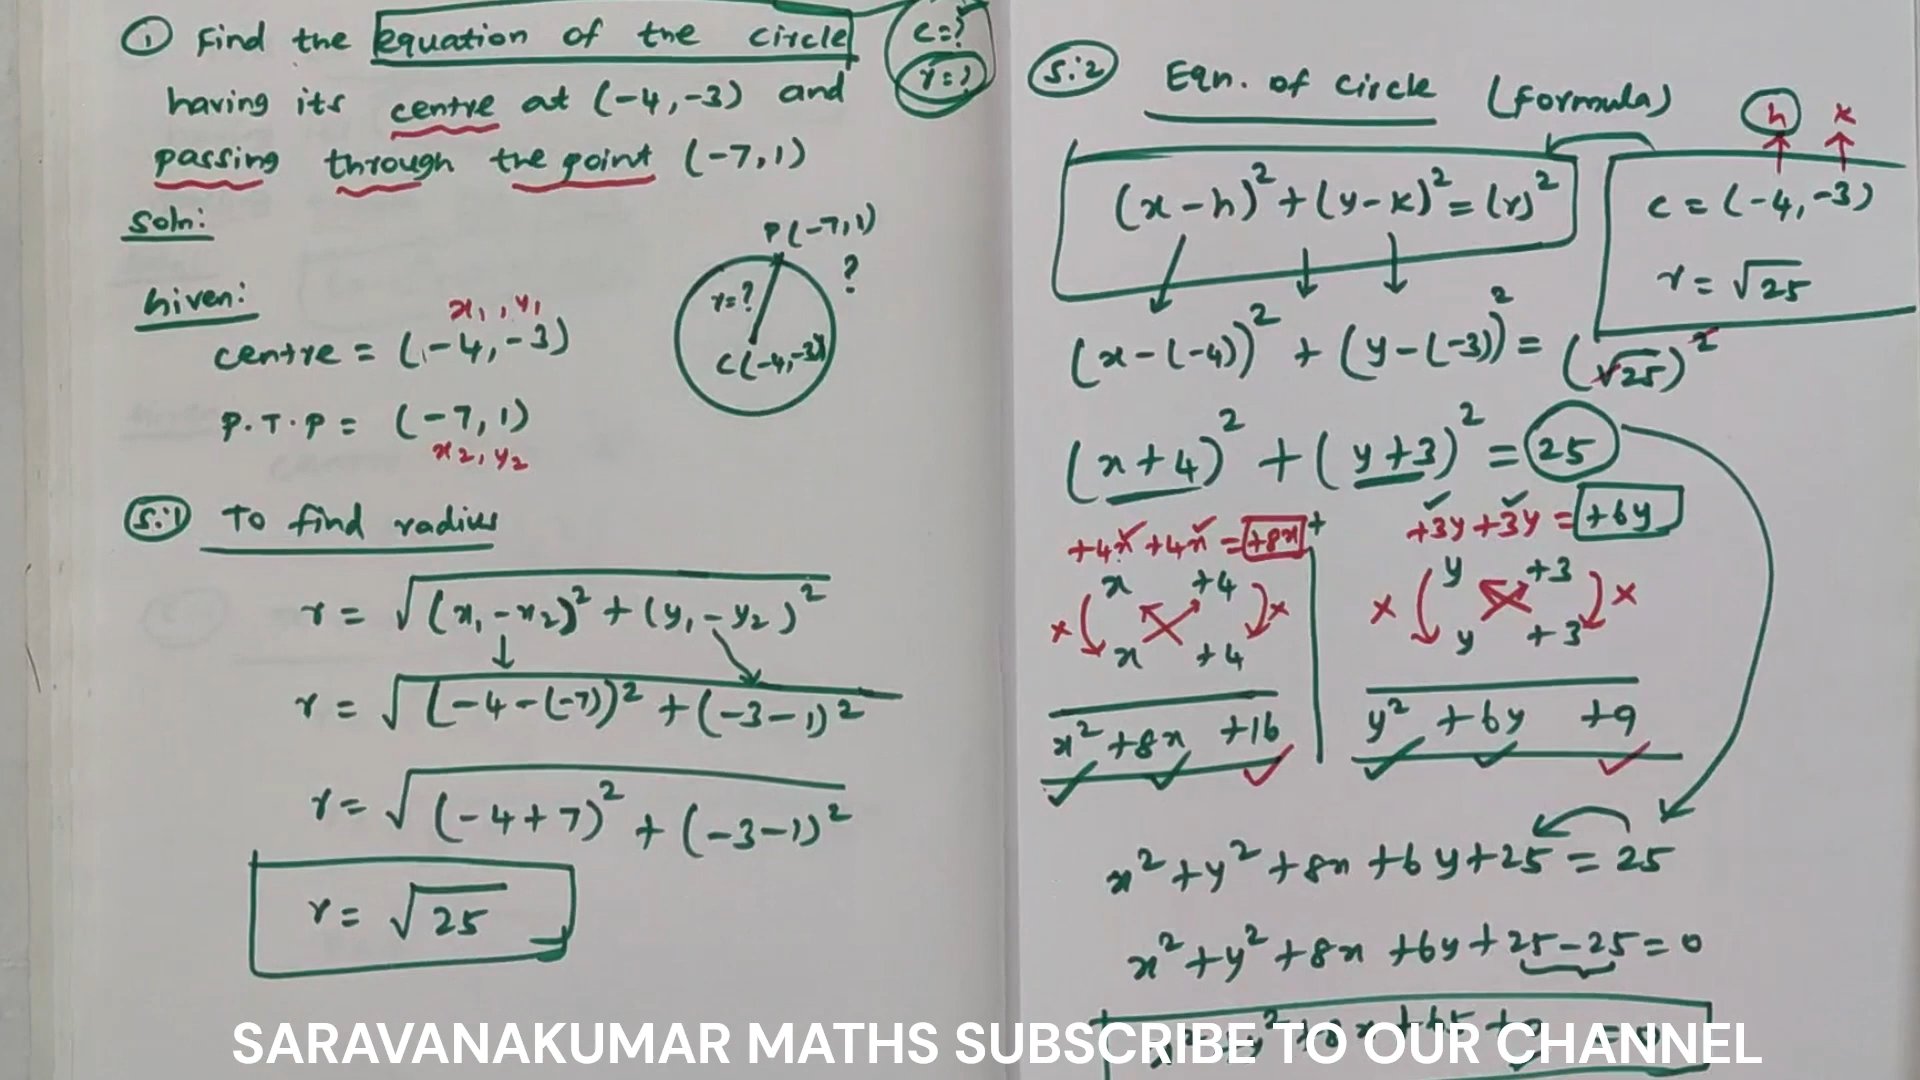 ① Find the equation of the circle
c=?
r=?
having its centre at (-4,-3) and
passing through the point (-7,1)
Soln:
Given:
x₁, y₁
centre = (-4,-3)
P.T.P = (-7,1)
x₂, y₂
P(-7,1)
?
r=?
C(-4,-3)
S:1 To find radius
r = √(x₁-x₂)² + (y₁-y₂)²
r = √(-4-(-7))² + (-3-1)²
r = √(-4+7)² + (-3-1)²
r = √25
S:2 Eqn. of circle (formula)
h k
(x-h)² + (y-k)² = (r)²
c = (-4,-3)
r = √25
(x-(-4))² + (y-(-3))² = (√25)²
(x+4)² + (y+3)² = 25
+4x +4x = +8x +
x +4
x +4
x² +8x +16
+3y +3y = +6y
y +3
y +3
y² +6y +9
x² + y² + 8x + 6y + 25 = 25
x² + y² + 8x + 6y + 25 - 25 = 0
SARAVANAKUMAR MATHS SUBSCRIBE TO OUR CHANNEL